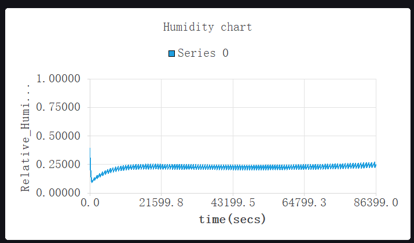 Humidity chart
Series 0
Relative_Humi...
1.00000
0.75000
0.50000
0.25000
0.00000
0.0 21599.8 43199.5 64799.3 86399.0
time(secs)